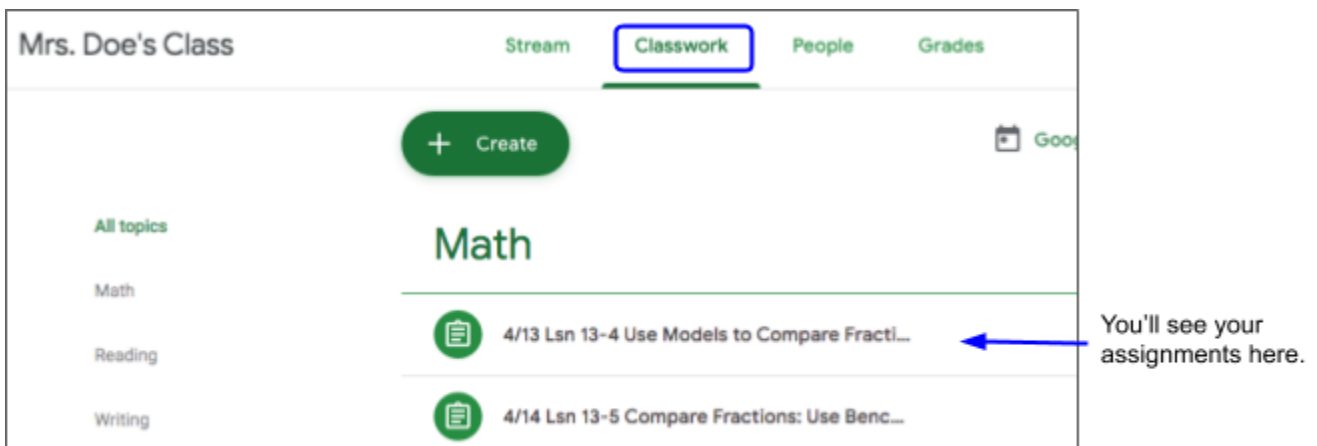 Mrs. Doe's Class
Stream Classwork People Grades
Create
All topics
Math
Reading
Writing
Math
4/13 Lsn 13-4 Use Models to Compare Fracti...
4/14 Lsn 13-5 Compare Fractions: Use Benc...
You'll see your
assignments here.